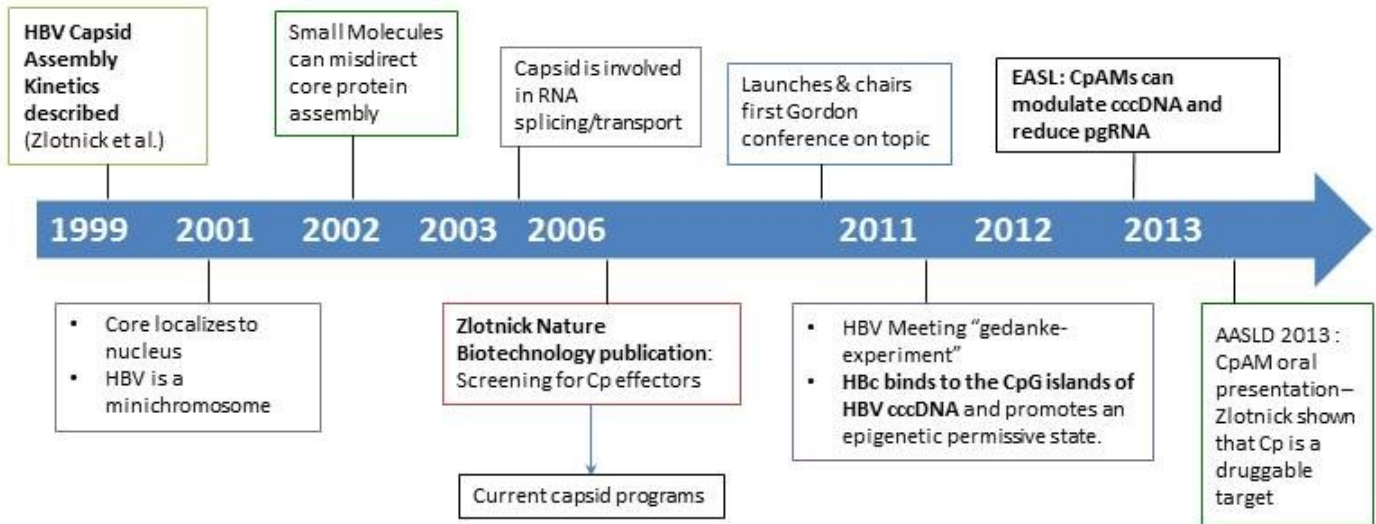 HBV Capsid
Assembly
Kinetics
described
(Zlotnick et al.)
Small Molecules
can misdirect
core protein
assembly
Capsid is involved
in RNA
splicing/transport
Launches & chairs
first Gordon
conference on topic
EASL: CpAMs can
modulate cccDNA and
reduce pgRNA
1999 2001 2002 2003 2006 2011 2012 2013
• Core localizes to
nucleus
• HBV is a
minichromosome
Zlotnick Nature
Biotechnology publication:
Screening for Cp effectors
Current capsid programs
• HBV Meeting “gedanke-
experiment”
• HBc binds to the CpG islands of
HBV cccDNA and promotes an
epigenetic permissive state.
AASLD 2013 :
CpAM oral
presentation–
Zlotnick shown
that Cp is a
druggable
target